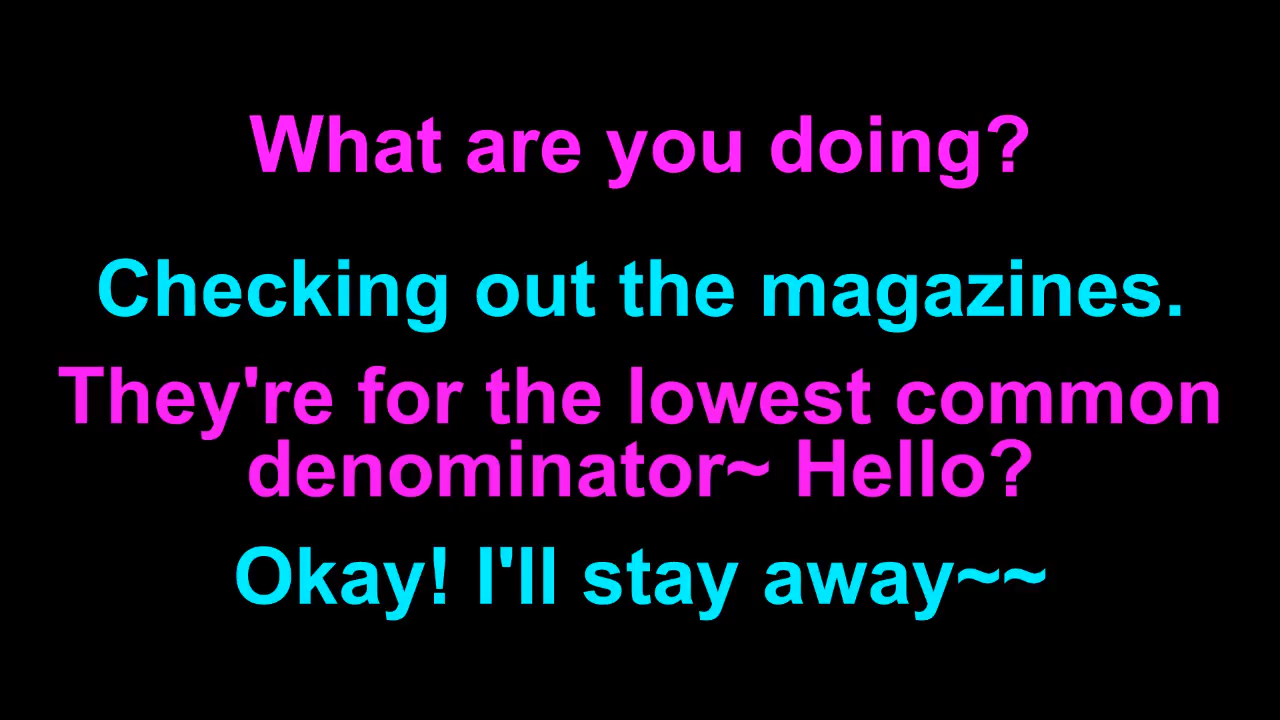 What are you doing?
Checking out the magazines.
They're for the lowest common
denominator~ Hello?
Okay! I'll stay away~~